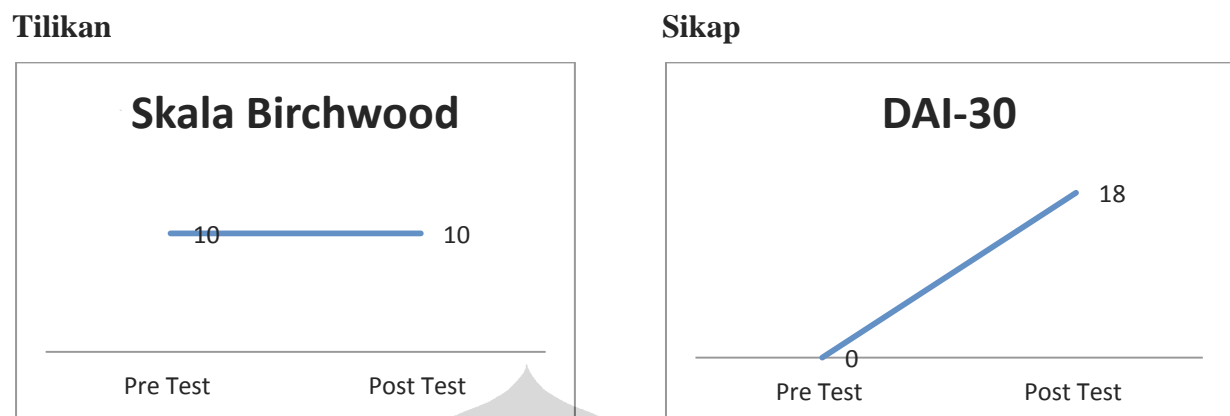 Tilikan
Skala Birchwood
10
10
Pre Test
Post Test
Sikap
DAI-30
18
0
Pre Test
Post Test